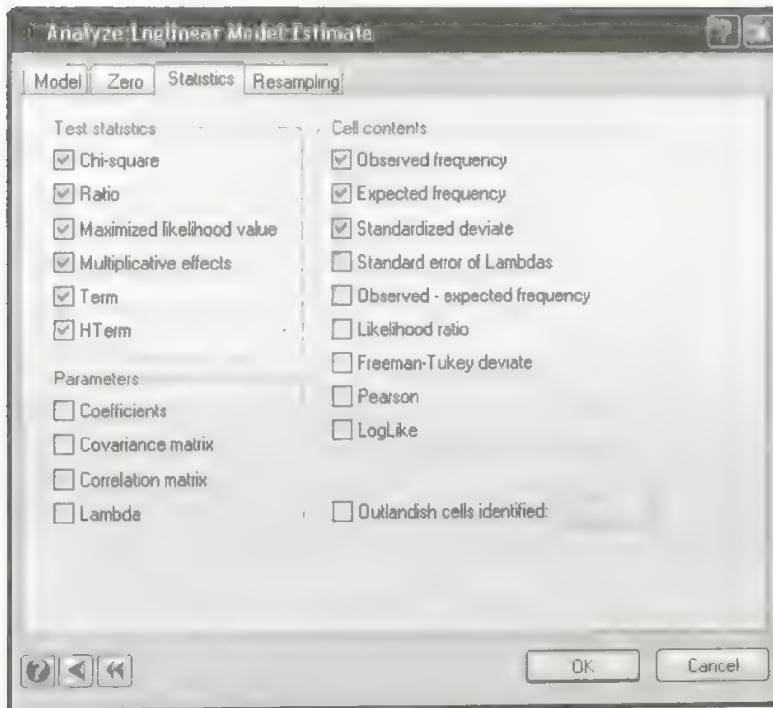 Analyze:Loglinear Model:Estimate
Model
Zero
Statistics
Resampling
Test statistics
Chi-square
Ratio
Maximized likelihood value
Multiplicative effects
Term
HTerm
Parameters
Coefficients
Covariance matrix
Correlation matrix
Lambda
Cell contents
Observed frequency
Expected frequency
Standardized deviate
Standard error of Lambdas
Observed - expected frequency
Likelihood ratio
Freeman-Tukey deviate
Pearson
LogLike
Outlandish cells identified:
OK
Cancel